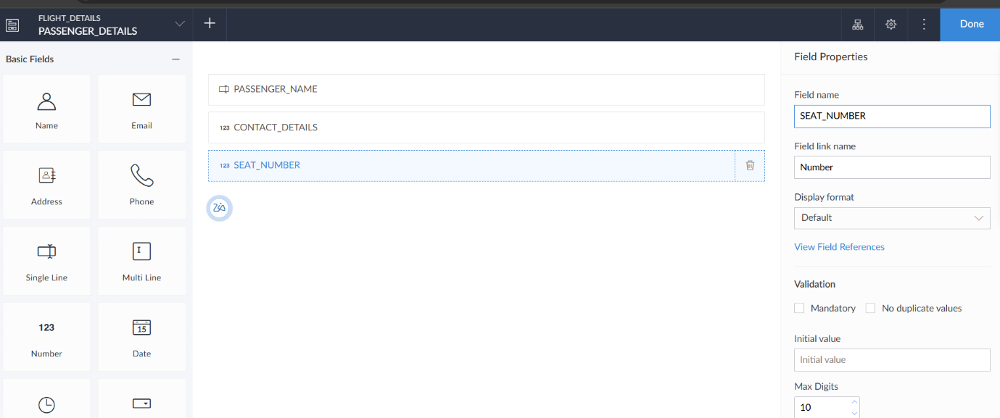 FLIGHT_DETAILS
PASSENGER_DETAILS
Done
Basic Fields
Name
Email
Address
Phone
Single Line
Multi Line
123
Number
15
Date
PASSENGER_NAME
123 CONTACT_DETAILS
123 SEAT_NUMBER
Zia
Field Properties
Field name
SEAT_NUMBER
Field link name
Number
Display format
Default
View Field References
Validation
Mandatory
No duplicate values
Initial value
Initial value
Max Digits
10